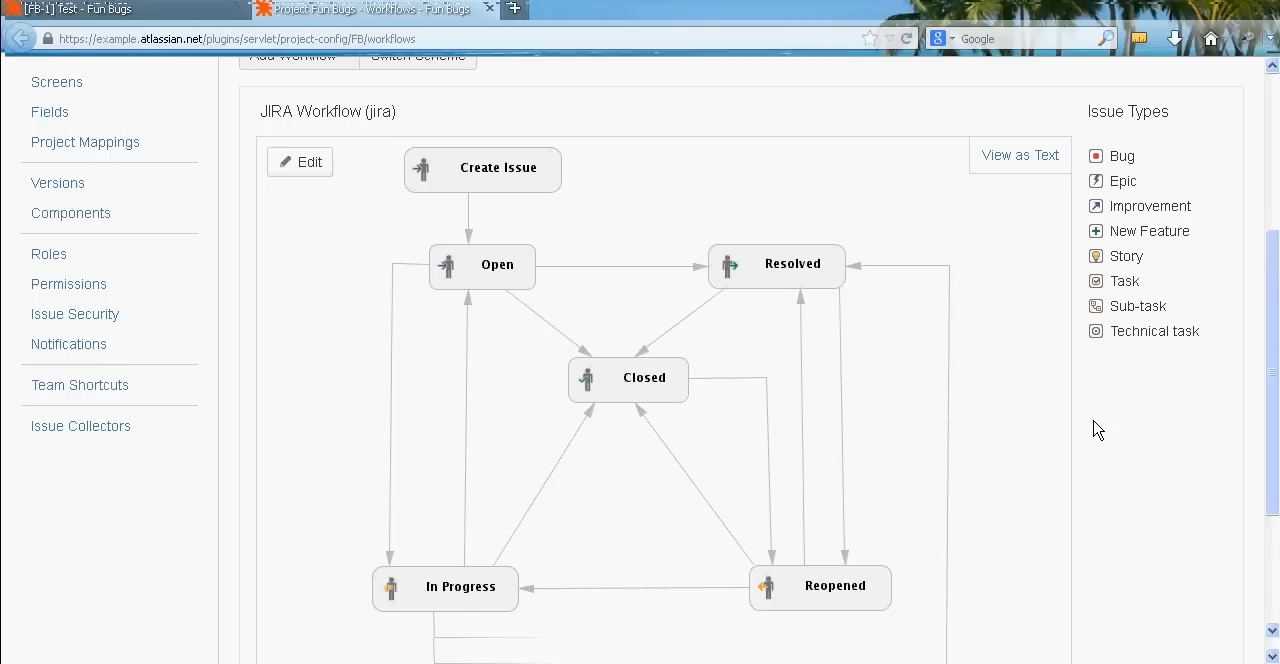 [FB-1] Test - Fun Bugs
Project Fun Bugs - Workflows - Fun Bugs
https://example.atlassian.net/plugins/servlet/project-config/FB/workflows
Google
Add Workflow
Switch Scheme
Screens
Fields
Project Mappings
Versions
Components
Roles
Permissions
Issue Security
Notifications
Team Shortcuts
Issue Collectors
JIRA Workflow (jira)
Edit
View as Text
Create Issue
Open
Resolved
Closed
In Progress
Reopened
Issue Types
Bug
Epic
Improvement
New Feature
Story
Task
Sub-task
Technical task